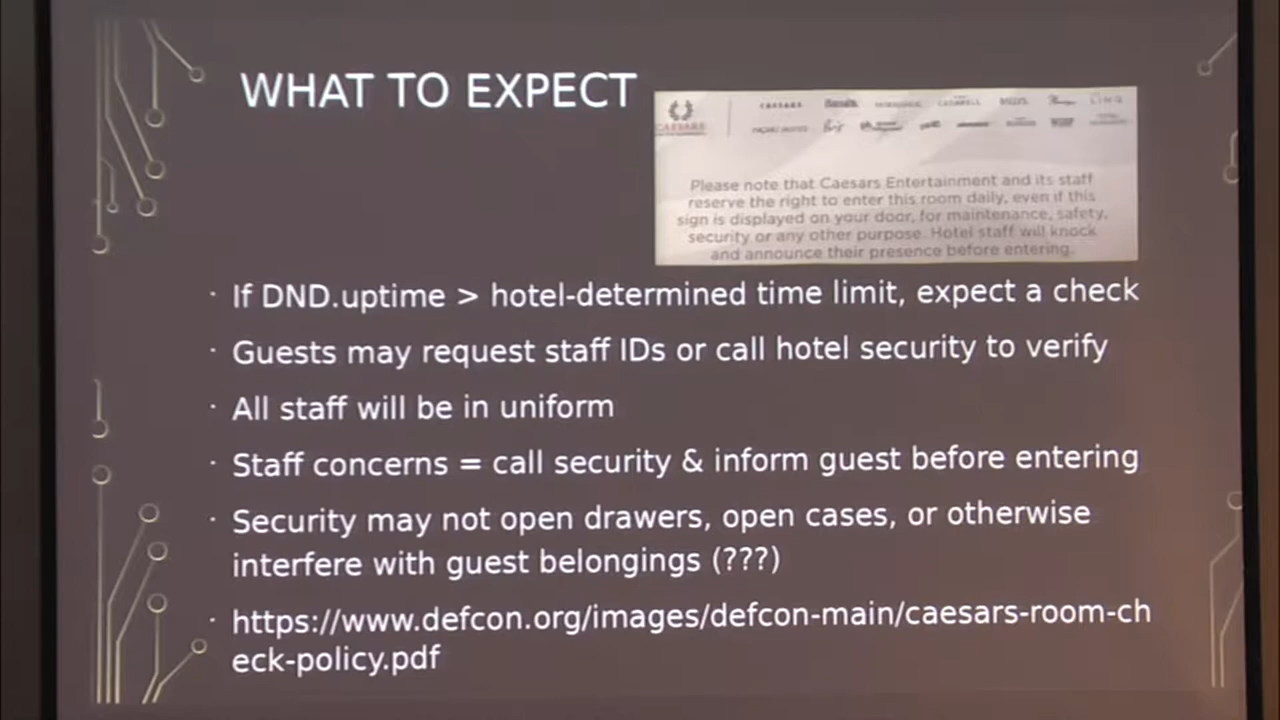 WHAT TO EXPECT
CAESARS
CAESARS
LINQ
Please note that Caesars Entertainment and its staff
reserve the right to enter this room daily, even if this
sign is displayed on your door, for maintenance, safety,
security or any other purpose. Hotel staff will knock
and announce their presence before entering.
· If DND.uptime > hotel-determined time limit, expect a check
· Guests may request staff IDs or call hotel security to verify
· All staff will be in uniform
· Staff concerns = call security & inform guest before entering
· Security may not open drawers, open cases, or otherwise
interfere with guest belongings (???)
· https://www.defcon.org/images/defcon-main/caesars-room-ch
eck-policy.pdf